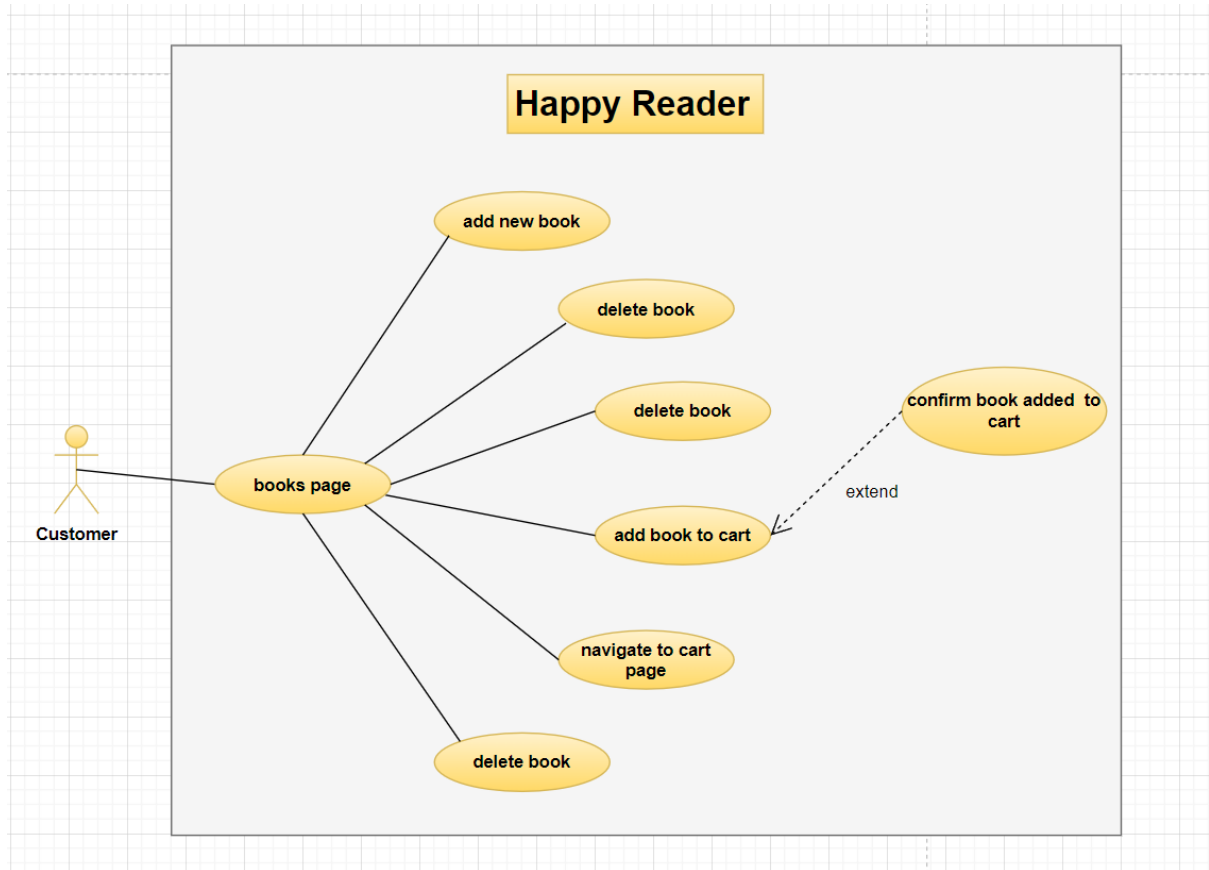 Happy Reader
add new book
delete book
delete book
confirm book added to
cart
books page
extend
Customer
add book to cart
navigate to cart
page
delete book